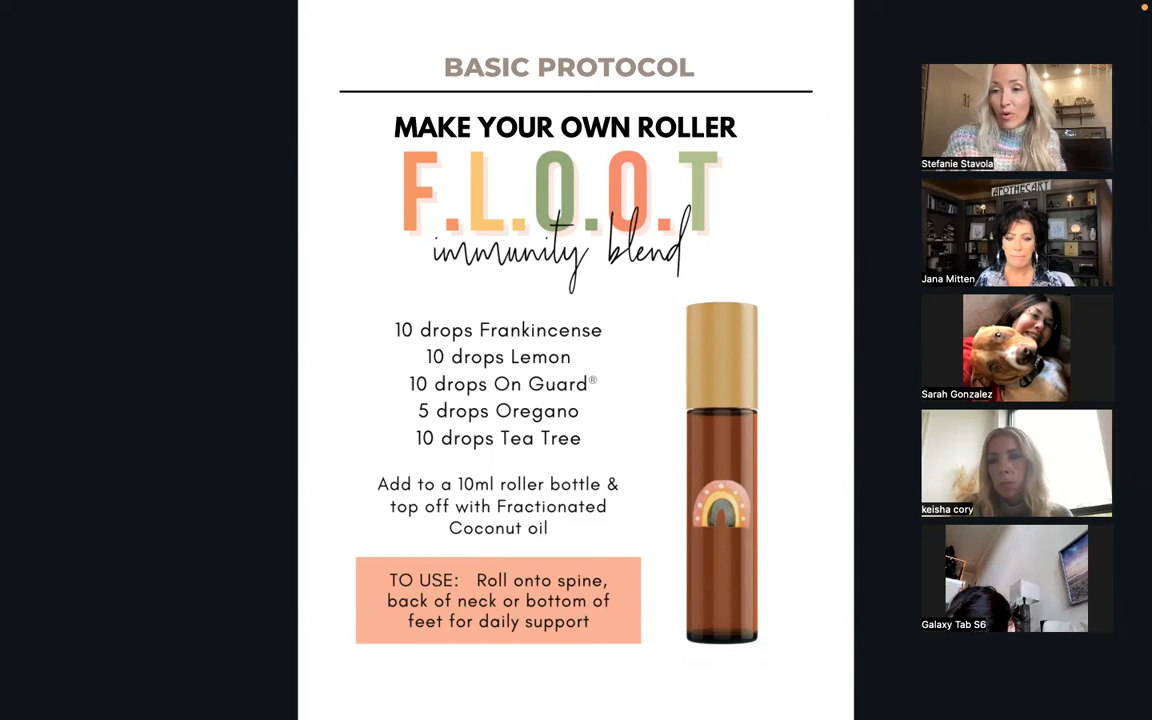 BASIC PROTOCOL
MAKE YOUR OWN ROLLER
F.L.O.O.T
immunity blend
10 drops Frankincense
10 drops Lemon
10 drops On Guard®
5 drops Oregano
10 drops Tea Tree
Add to a 10ml roller bottle &
top off with Fractionated
Coconut oil
TO USE: Roll onto spine,
back of neck or bottom of
feet for daily support
Stefanie Stavola
APOTHECARY
Jana Mitten
Sarah Gonzalez
keisha cory
Galaxy Tab S6